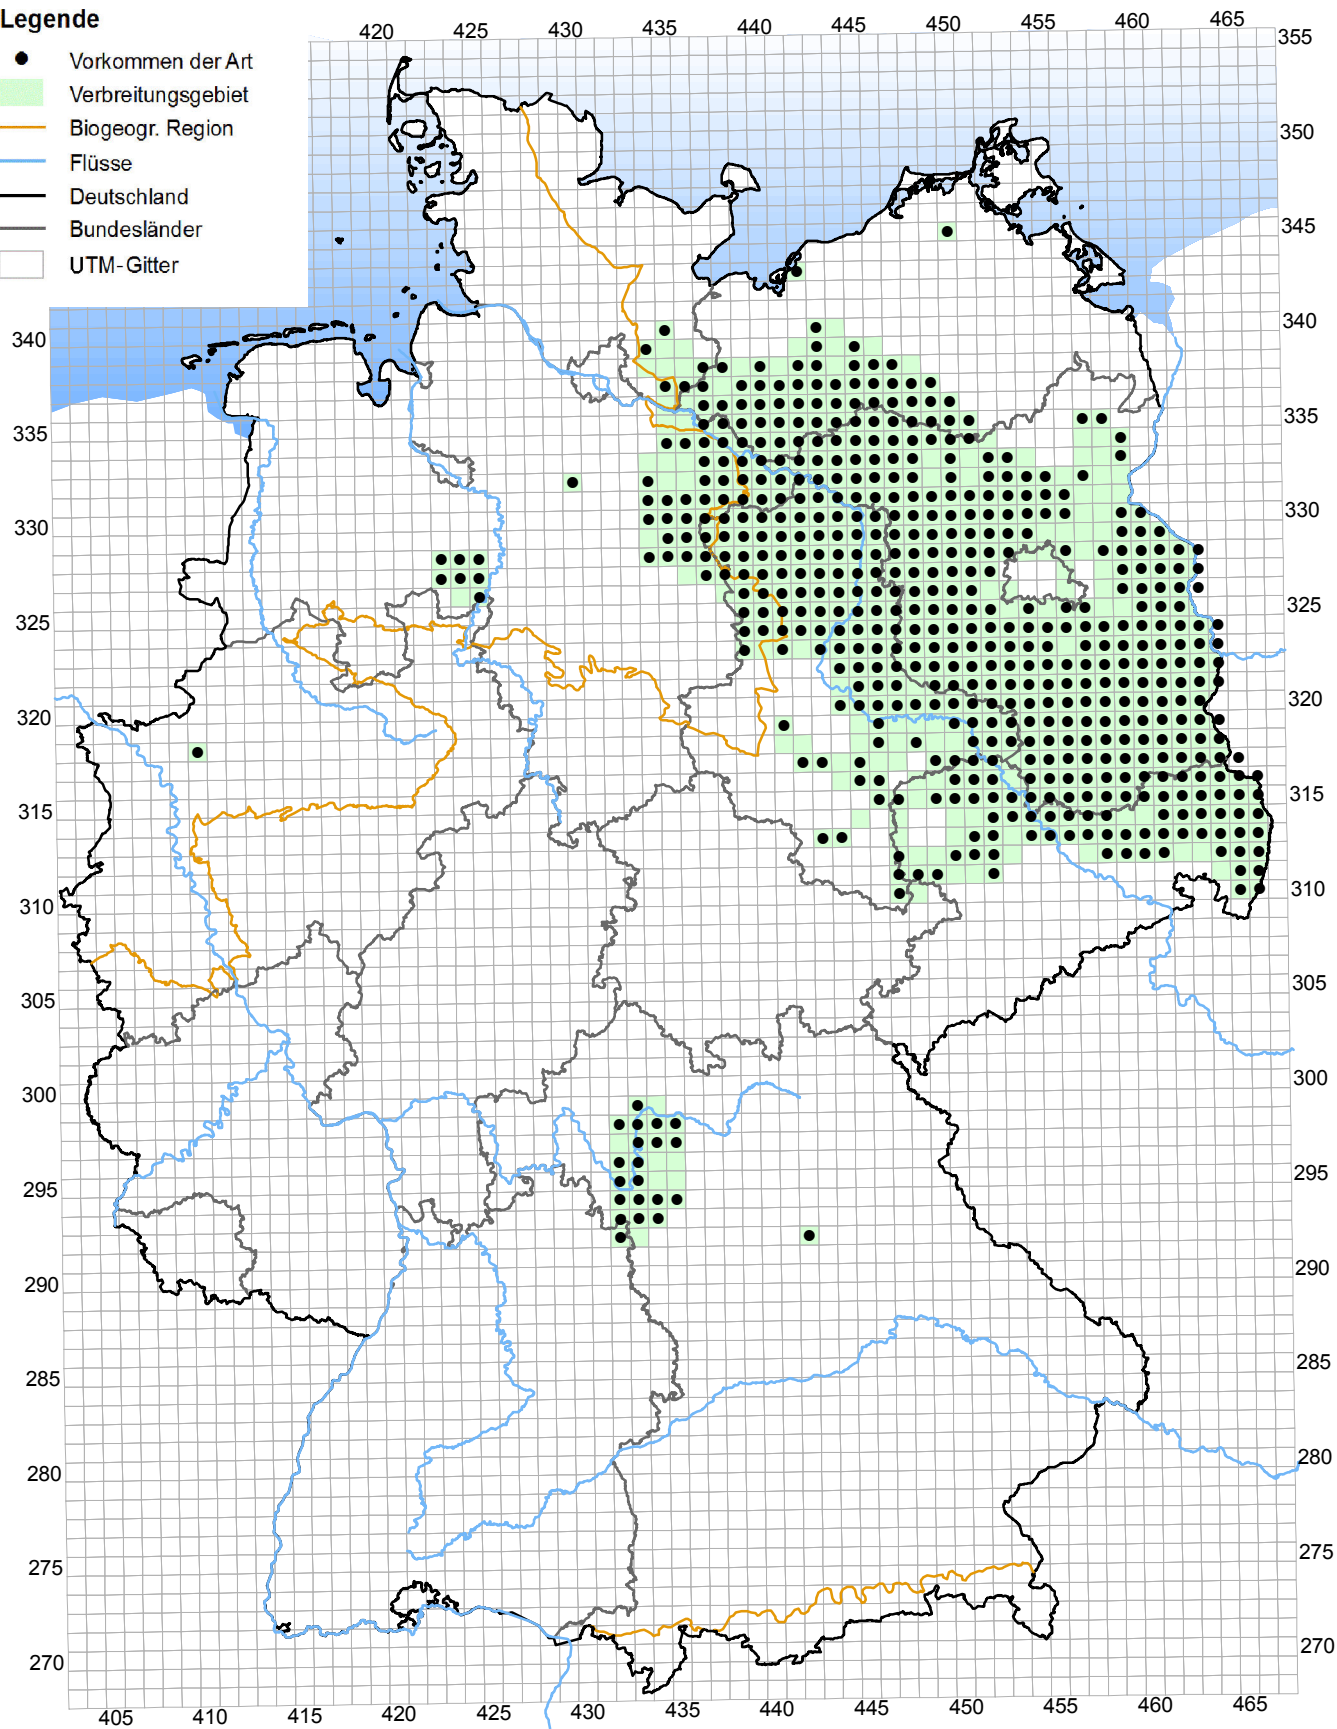 Legende
Vorkommen der Art
Verbreitungsgebiet
Biogeogr. Region
Flüsse
Deutschland
Bundesländer
UTM-Gitter
420 425 430 435 440 445 450 455 460 465
355
350
345
340 340
335 335
330 330
325 325
320 320
315 315
310 310
305 305
300 300
295 295
290 290
285 285
280 280
275 275
270 270
405 410 415 420 425 430 435 440 445 450 455 460 465